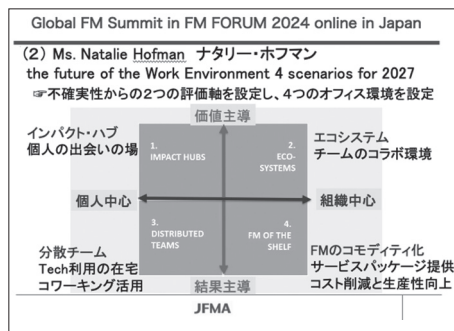 Global FM Summit in FM FORUM 2024 online in Japan
(2) Ms. Natalie Hofman ナタリー・ホフマン
the future of the Work Environment 4 scenarios for 2027
☞不確実性からの2つの評価軸を設定し、4つのオフィス環境を設定
価値主導
インパクト・ハブ
個人の出会いの場
エコシステム
チームのコラボ環境
1.
IMPACT HUBS
2.
ECO-
SYSTEMS
個人中心
組織中心
3.
DISTRIBUTED
TEAMS
4.
FM OF THE
SHELF
分散チーム
Tech利用の在宅
コワーキング活用
FMのコモディティ化
サービスパッケージ提供
コスト削減と生産性向上
結果主導
JFMA